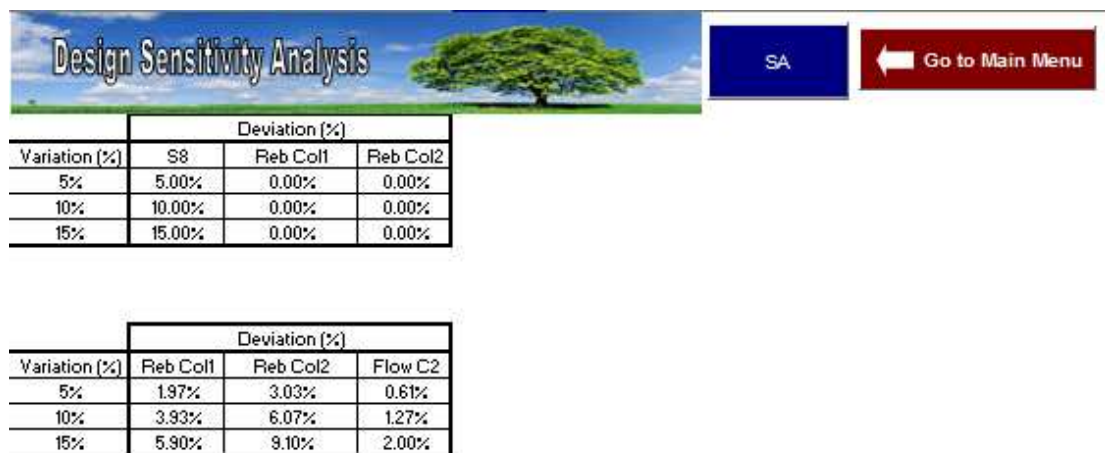 Design Sensitivity Analysis
SA
Go to Main Menu
Deviation (%)
Variation (%) S8 Reb Col1 Reb Col2
5% 5.00% 0.00% 0.00%
10% 10.00% 0.00% 0.00%
15% 15.00% 0.00% 0.00%
Deviation (%)
Variation (%) Reb Col1 Reb Col2 Flow C2
5% 1.97% 3.03% 0.61%
10% 3.93% 6.07% 1.27%
15% 5.90% 9.10% 2.00%